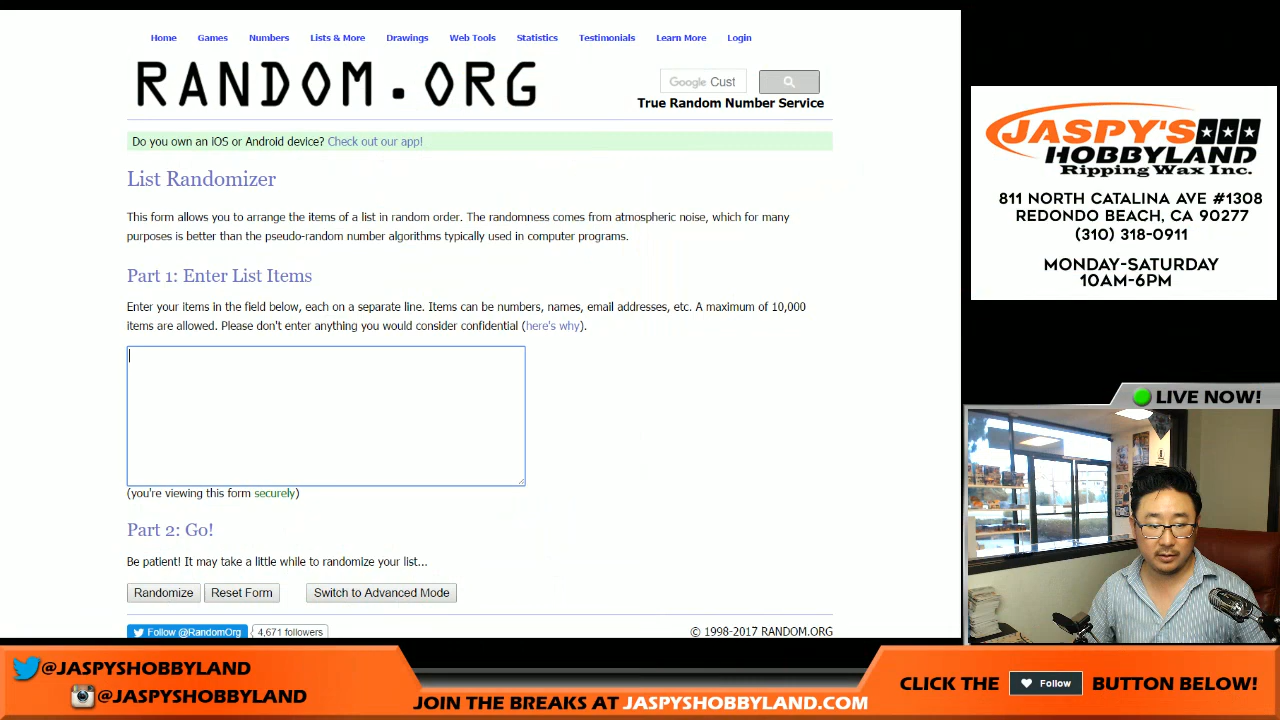 Home Games Numbers Lists & More Drawings Web Tools Statistics Testimonials Learn More Login
RANDOM.ORG
Google Cust
True Random Number Service
Do you own an iOS or Android device? Check out our app!
List Randomizer
This form allows you to arrange the items of a list in random order. The randomness comes from atmospheric noise, which for many
purposes is better than the pseudo-random number algorithms typically used in computer programs.
Part 1: Enter List Items
Enter your items in the field below, each on a separate line. Items can be numbers, names, email addresses, etc. A maximum of 10,000
items are allowed. Please don't enter anything you would consider confidential (here's why).
(you're viewing this form securely)
Part 2: Go!
Be patient! It may take a little while to randomize your list...
Randomize Reset Form Switch to Advanced Mode
Follow @RandomOrg 4,671 followers
© 1998-2017 RANDOM.ORG
JASPY'S
HOBBYLAND
Ripping Wax Inc.
811 NORTH CATALINA AVE #1308
REDONDO BEACH, CA 90277
(310) 318-0911
MONDAY-SATURDAY
10AM-6PM
LIVE NOW!
@JASPYSHOBBYLAND
@JASPYSHOBBYLAND
JOIN THE BREAKS AT JASPYSHOBBYLAND.COM
CLICK THE Follow BUTTON BELOW!